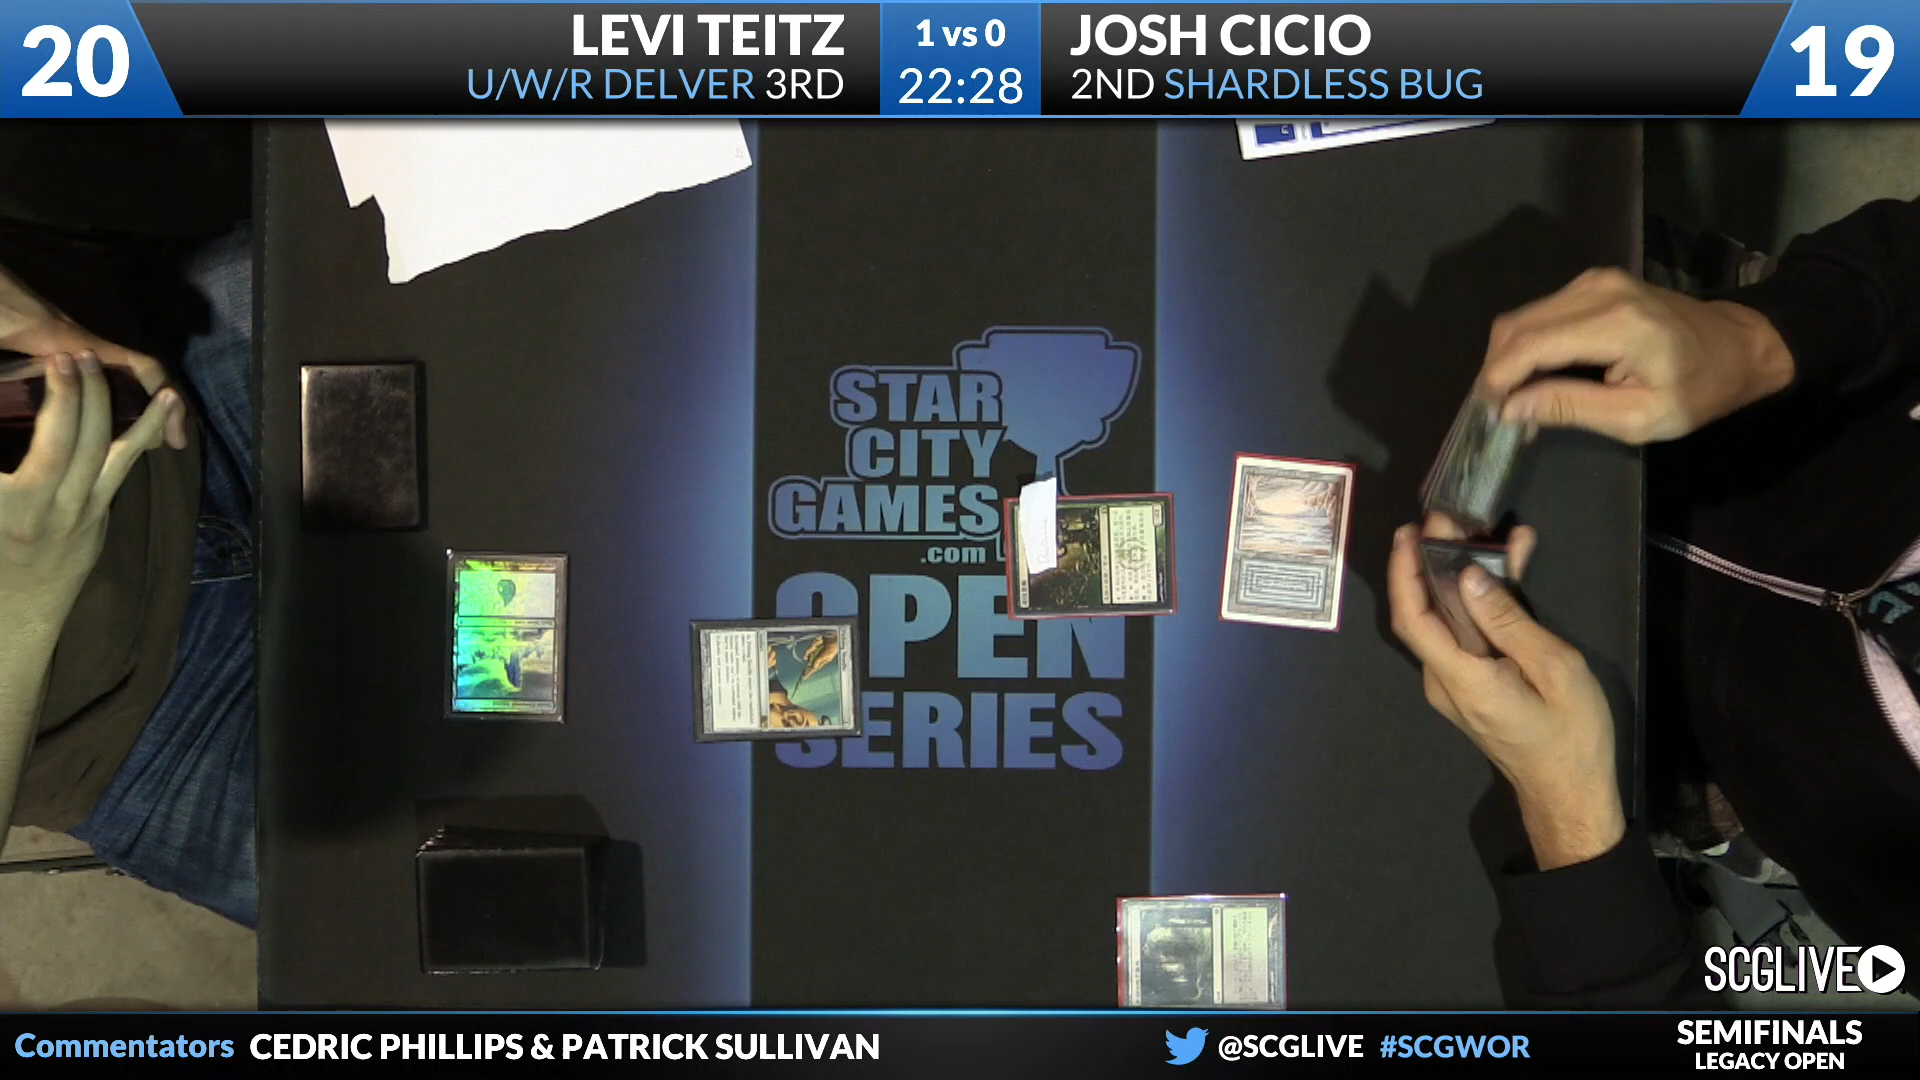 20
LEVI TEITZ
U/W/R DELVER 3RD
1 vs 0
22:28
JOSH CICIO
2ND SHARDLESS BUG
19
STAR
CITY
GAMES
.com
OPEN
SERIES
SCGLIVE
Commentators CEDRIC PHILLIPS & PATRICK SULLIVAN
@SCGLIVE #SCGWOR
SEMIFINALS
LEGACY OPEN